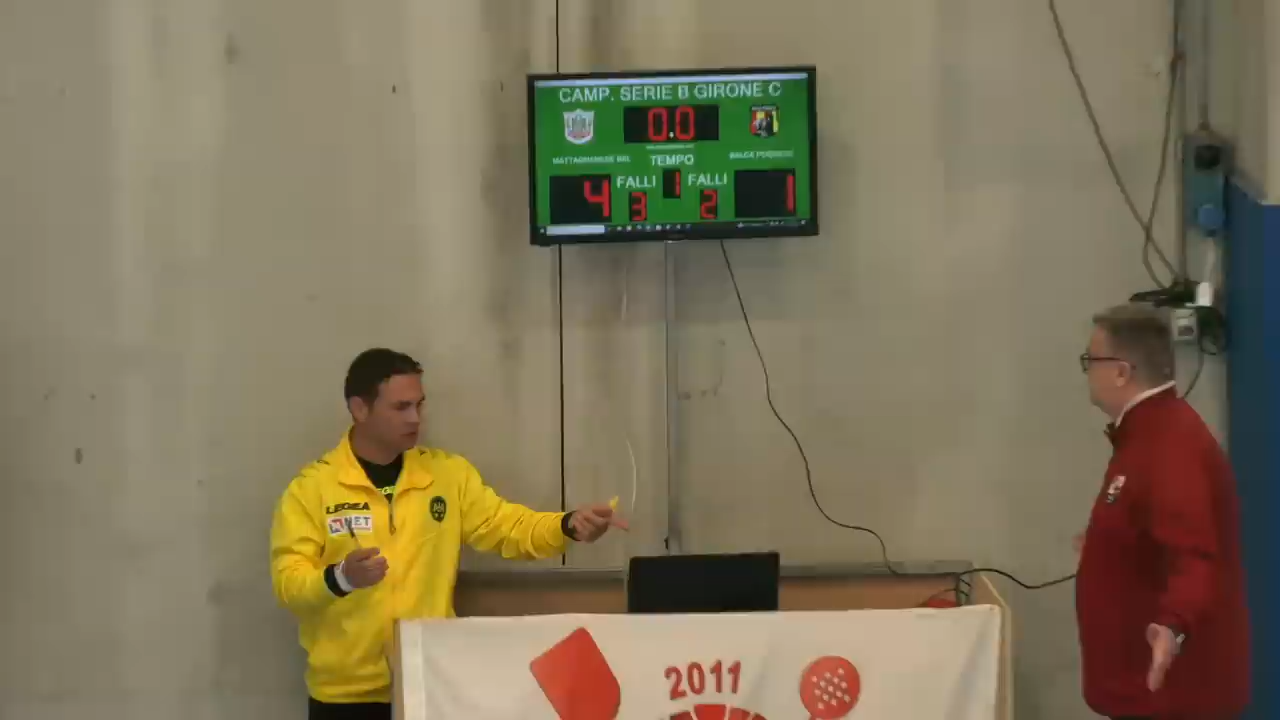 CAMP. SERIE B GIRONE C
0.0
TEMPO
FALLI 1 FALLI
4 3 2 1
LEGEA
2011